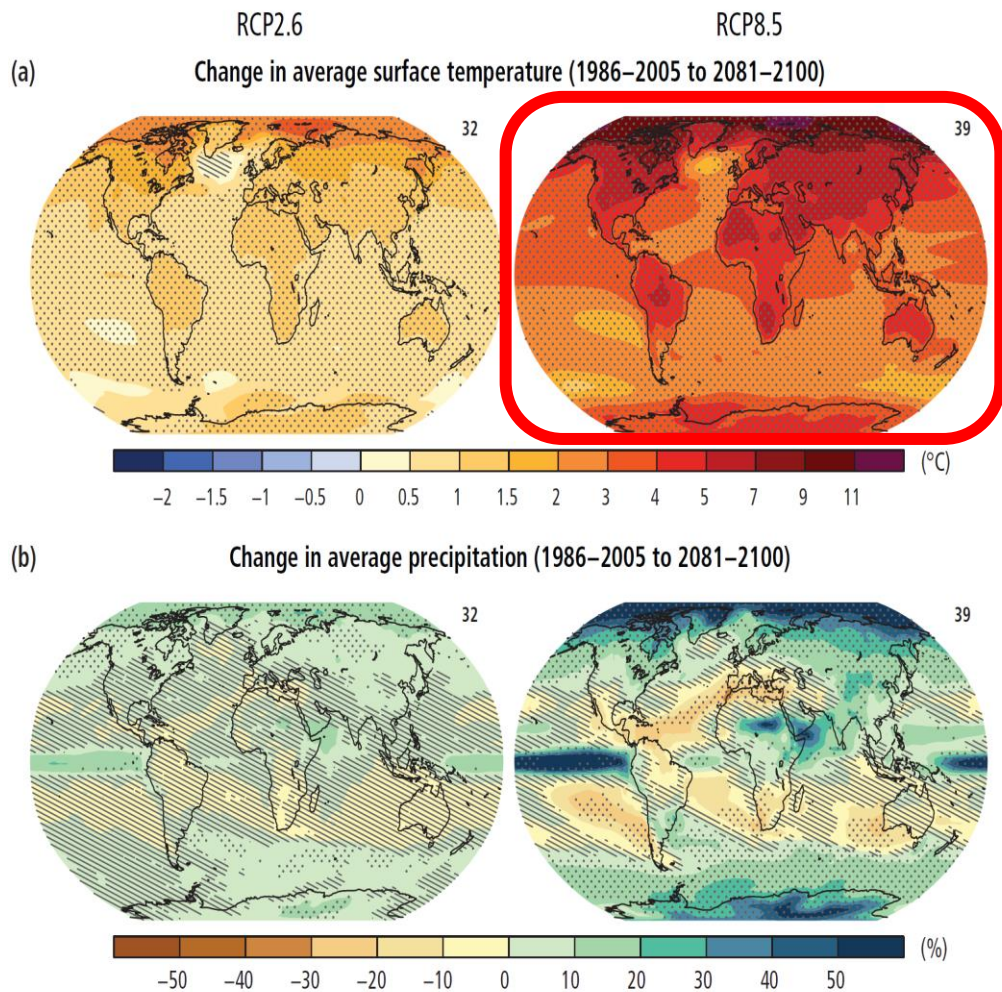 RCP2.6 RCP8.5
(a) Change in average surface temperature (1986–2005 to 2081–2100)
32 39
(°C)
−2 −1.5 −1 −0.5 0 0.5 1 1.5 2 3 4 5 7 9 11
(b) Change in average precipitation (1986–2005 to 2081–2100)
32 39
(%)
−50 −40 −30 −20 −10 0 10 20 30 40 50